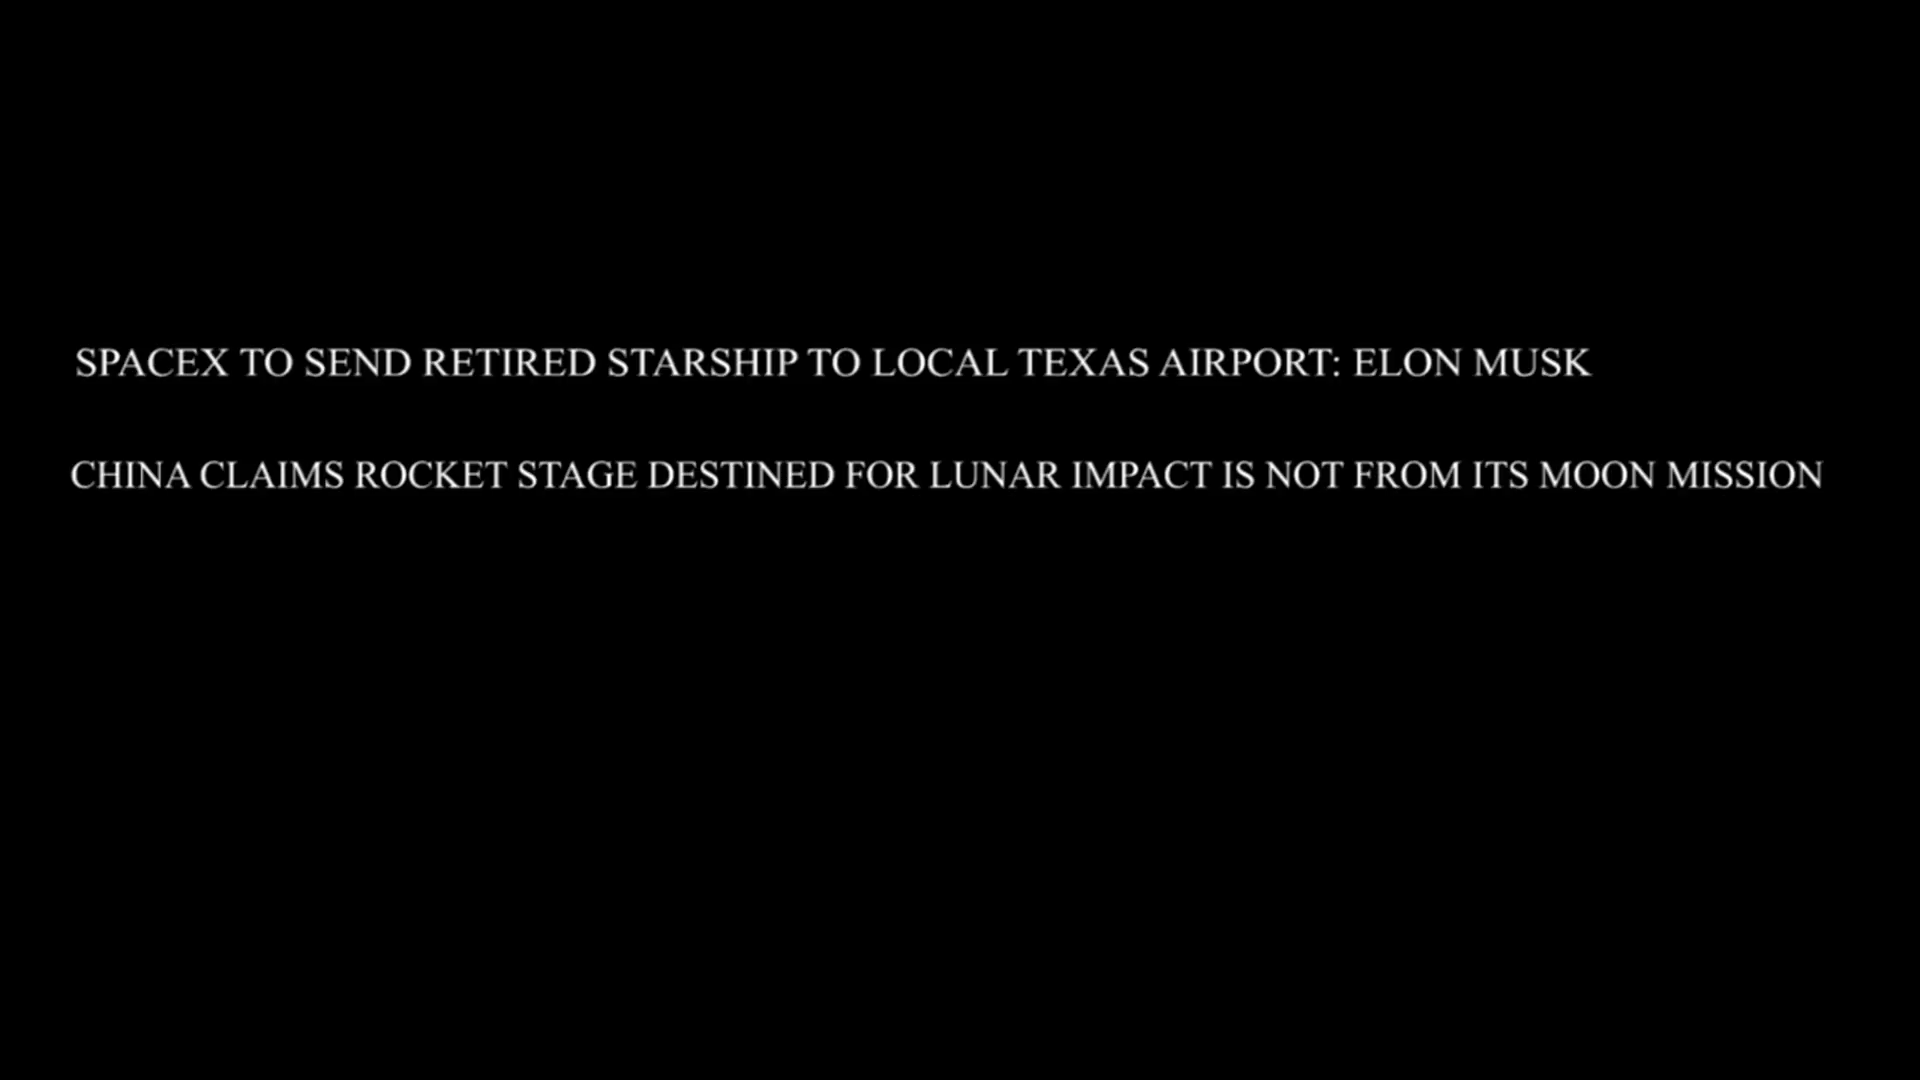 SPACEX TO SEND RETIRED STARSHIP TO LOCAL TEXAS AIRPORT: ELON MUSK
CHINA CLAIMS ROCKET STAGE DESTINED FOR LUNAR IMPACT IS NOT FROM ITS MOON MISSION